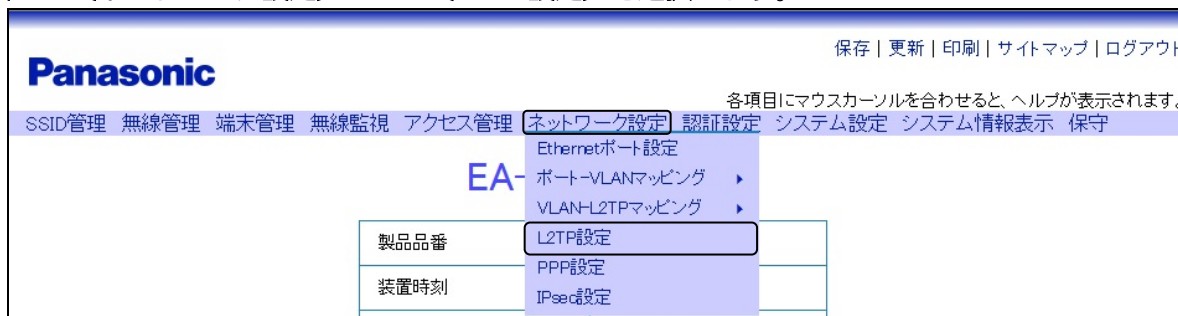 保存 | 更新 | 印刷 | サイトマップ | ログアウト
Panasonic
各項目にマウスカーソルを合わせると、ヘルプが表示されます。
SSID管理 無線管理 端末管理 無線監視 アクセス管理 ネットワーク設定 認証設定 システム設定 システム情報表示 保守
Ethernetポート設定
EA-
ポート-VLANマッピング
VLAN-L2TPマッピング
製品品番
L2TP設定
PPP設定
装置時刻
IPsec設定